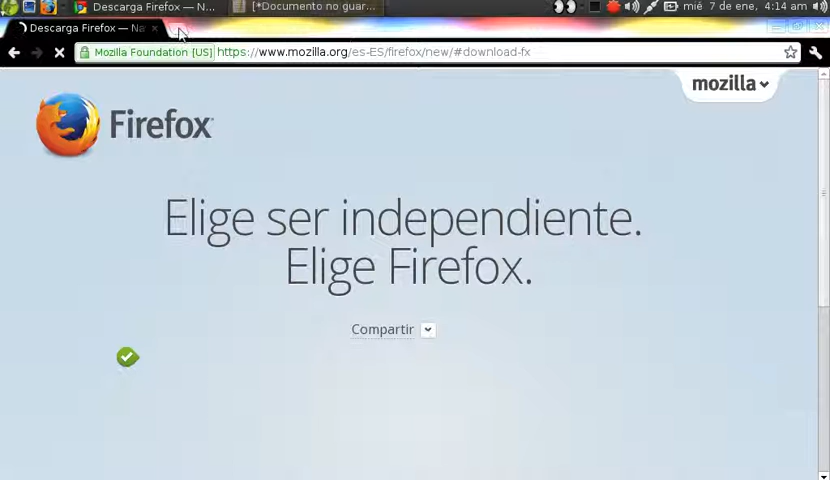 Descarga Firefox — N...
[*Documento no guar...
mié 7 de ene, 4:14 am
Descarga Firefox — Na
Mozilla Foundation [US]
https://www.mozilla.org/es-ES/firefox/new/#download-fx
mozilla
Firefox
Elige ser independiente.
Elige Firefox.
Compartir